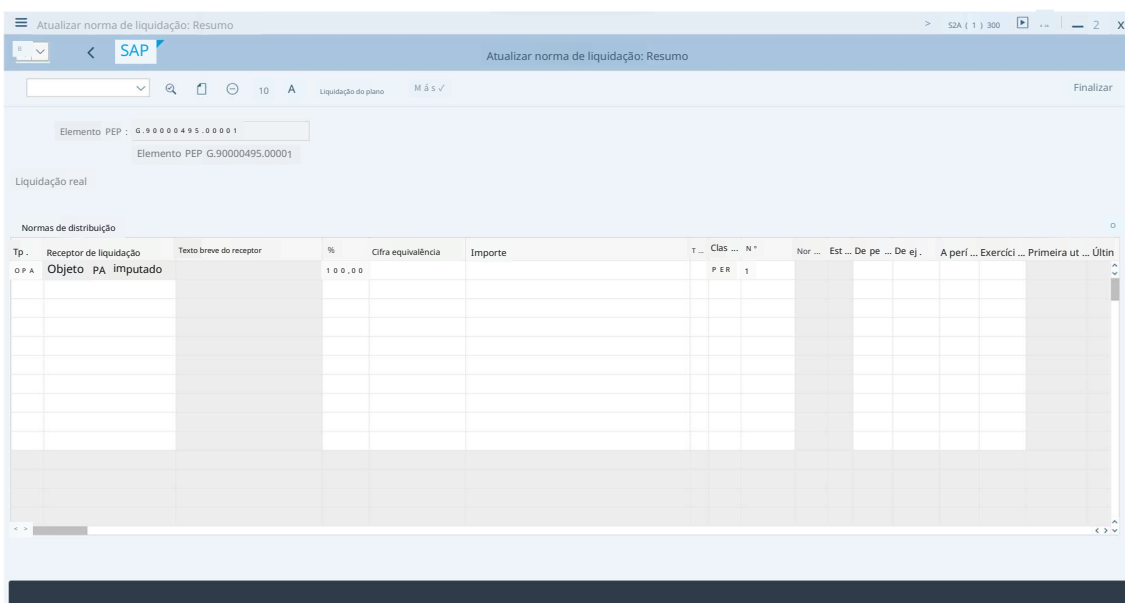 Atualizar norma de liquidação: Resumo
> S2A ( 1 ) 300 2 X
SAP
Atualizar norma de liquidação: Resumo
10 A Liquidação do plano Más Finalizar
Elemento PEP : G.90000495.00001
Elemento PEP G.90000495.00001
Liquidação real
Normas de distribuição
Tp . Receptor de liquidação Texto breve do receptor % Cifra equivalência Importe T ... Clas ... N° Nor ... Est ... De pe ... De ej . A perí ... Exercíci ... Primeira ut ... Últin
OPA Objeto PA imputado 100,00 PER 1